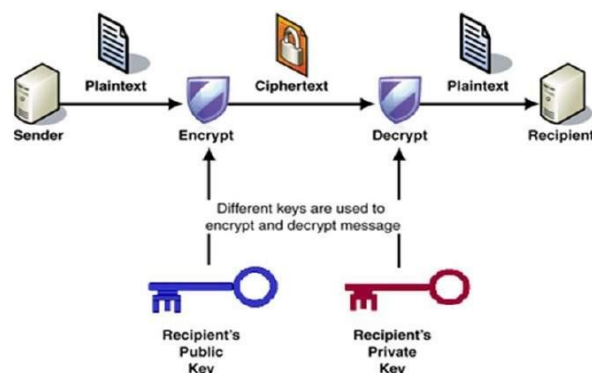 Plaintext
Ciphertext
Plaintext
Sender
Encrypt
Decrypt
Recipient
Different keys are used to
encrypt and decrypt message
Recipient's
Public
Key
Recipient's
Private
Key